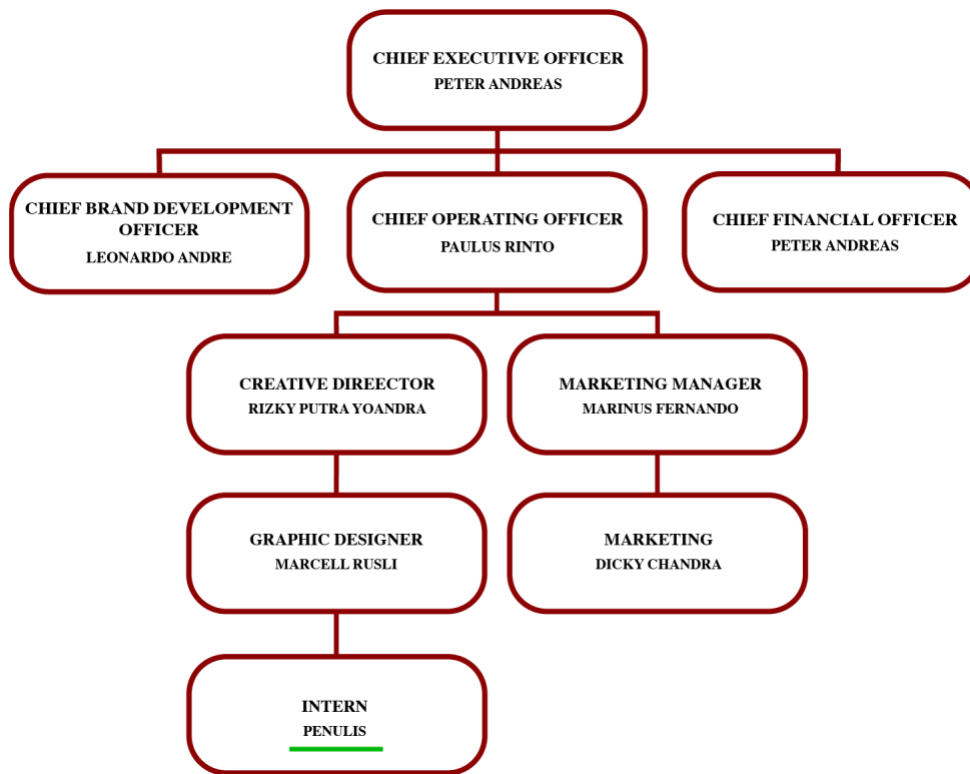 CHIEF EXECUTIVE OFFICER
PETER ANDREAS
CHIEF BRAND DEVELOPMENT
OFFICER
LEONARDO ANDRE
CHIEF OPERATING OFFICER
PAULUS RINTO
CHIEF FINANCIAL OFFICER
PETER ANDREAS
CREATIVE DIREECTOR
RIZKY PUTRA YOANDRA
MARKETING MANAGER
MARINUS FERNANDO
GRAPHIC DESIGNER
MARCELL RUSLI
MARKETING
DICKY CHANDRA
INTERN
PENULIS